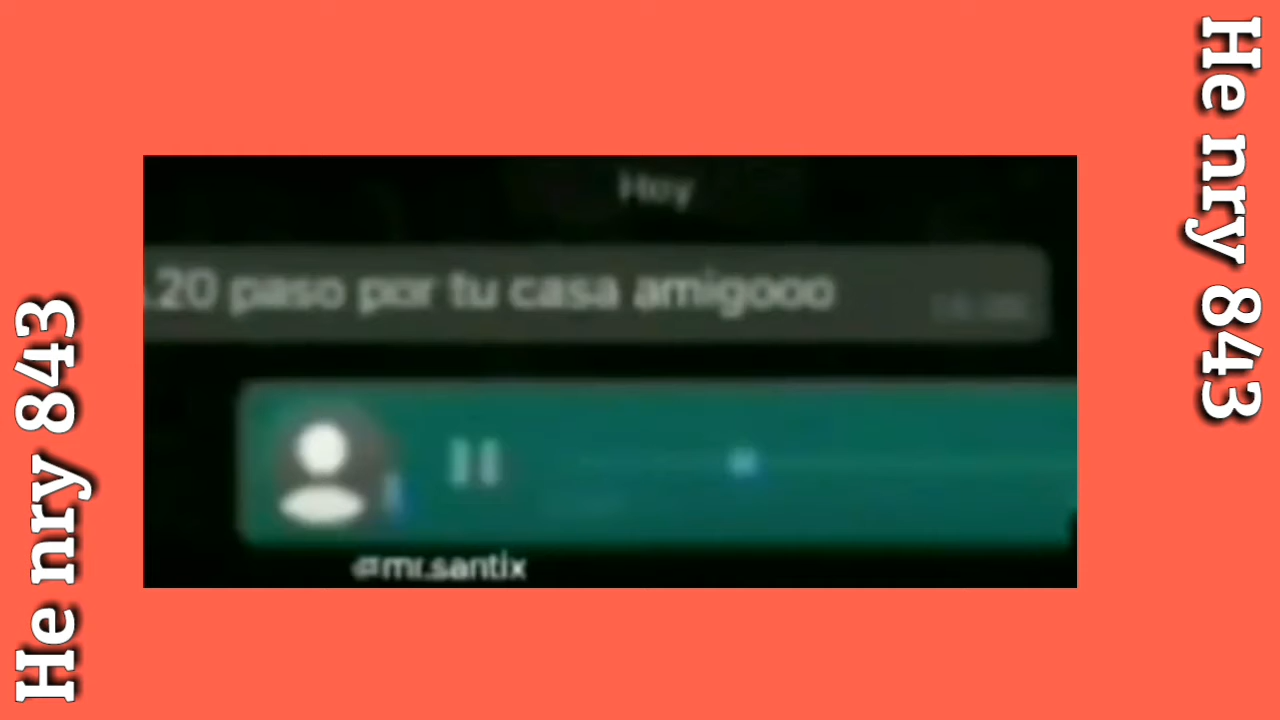 He nry 843
Hoy
.20 paso por tu casa amigooo
@mr.santix
He nry 843